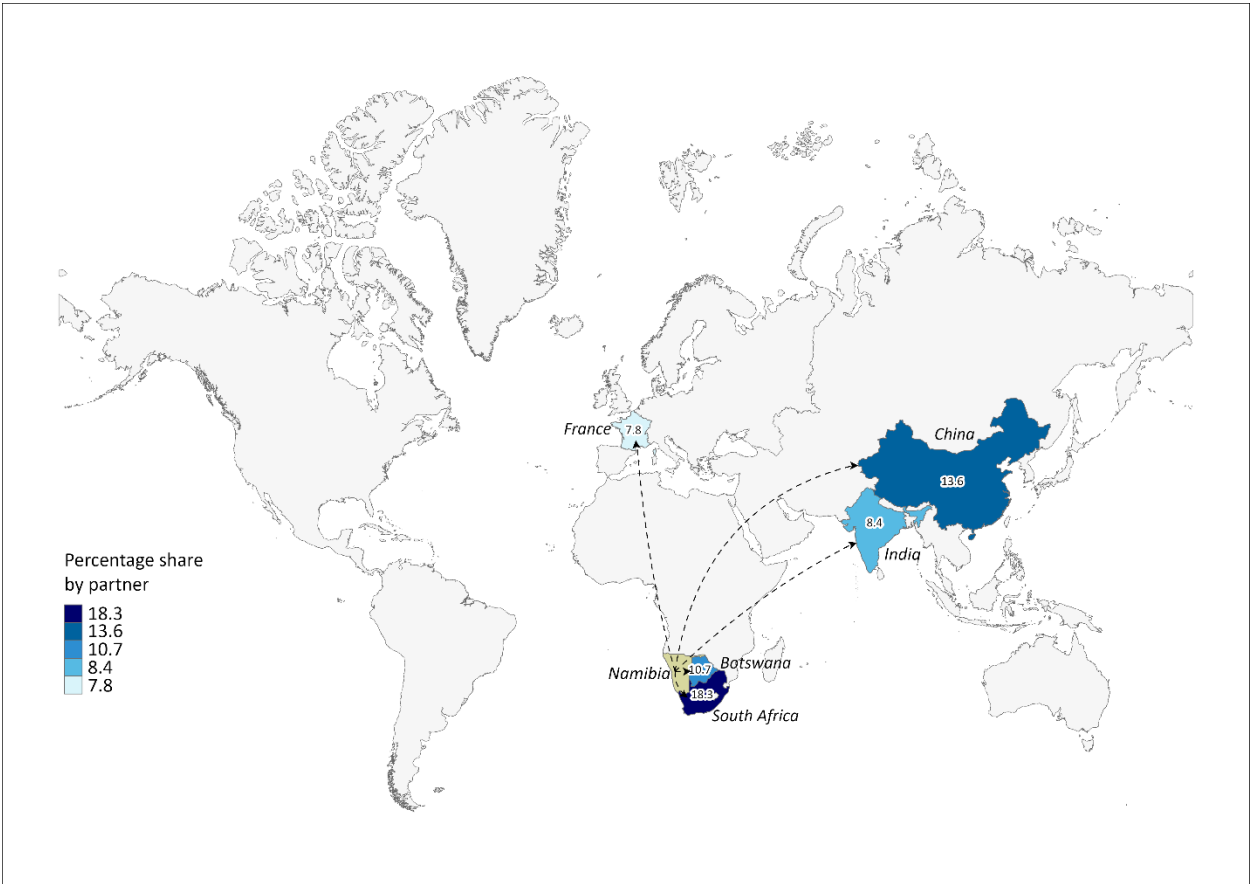 France
7.8
China
13.6
8.4
India
Percentage share
by partner
18.3
13.6
10.7
8.4
7.8
Namibia
10.7
Botswana
18.3
South Africa